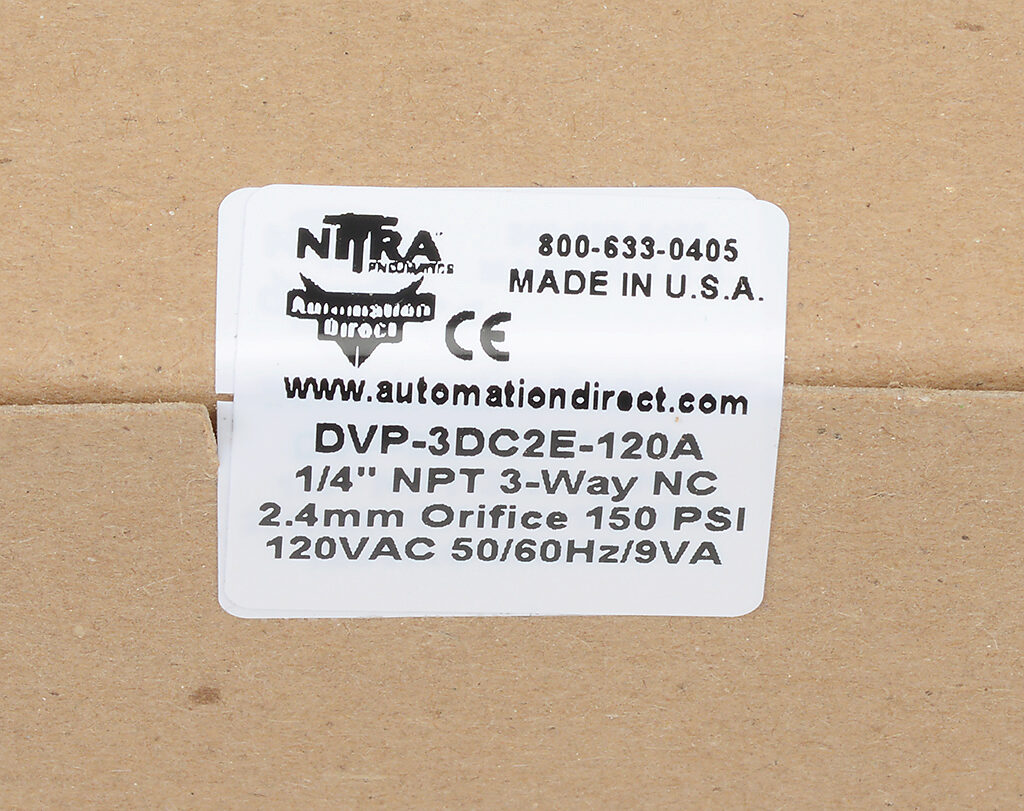 NITRA
PNEUMATICS
800-633-0405
MADE IN U.S.A.
Automation
Direct
CE
www.automationdirect.com
DVP-3DC2E-120A
1/4" NPT 3-Way NC
2.4mm Orifice 150 PSI
120VAC 50/60Hz/9VA